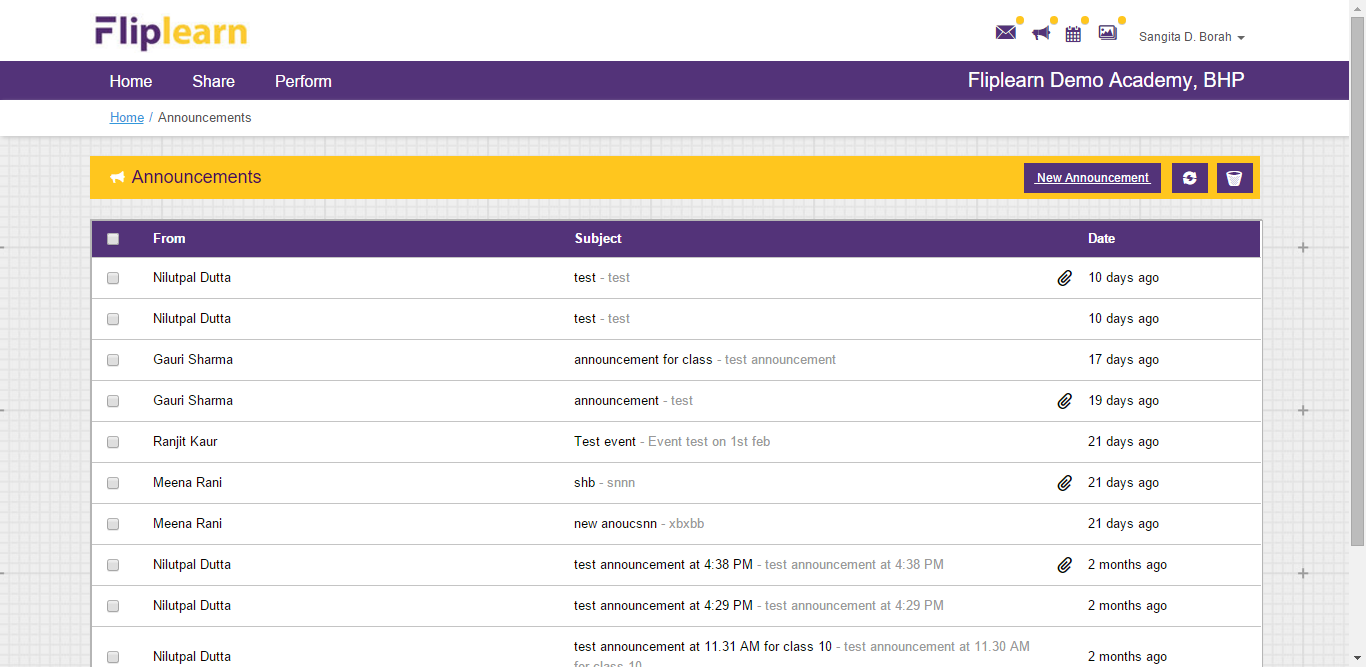 Fliplearn
Sangita D. Borah
Home Share Perform Fliplearn Demo Academy, BHP
Home / Announcements
Announcements New Announcement
From Subject Date
Nilutpal Dutta test - test 10 days ago
Nilutpal Dutta test - test 10 days ago
Gauri Sharma announcement for class - test announcement 17 days ago
Gauri Sharma announcement - test 19 days ago
Ranjit Kaur Test event - Event test on 1st feb 21 days ago
Meena Rani shb - snnn 21 days ago
Meena Rani new anoucsnn - xbxbb 21 days ago
Nilutpal Dutta test announcement at 4:38 PM - test announcement at 4:38 PM 2 months ago
Nilutpal Dutta test announcement at 4:29 PM - test announcement at 4:29 PM 2 months ago
test announcement at 11.31 AM for class 10 - test announcement at 11.30 AM
Nilutpal Dutta 2 months ago
for class 10